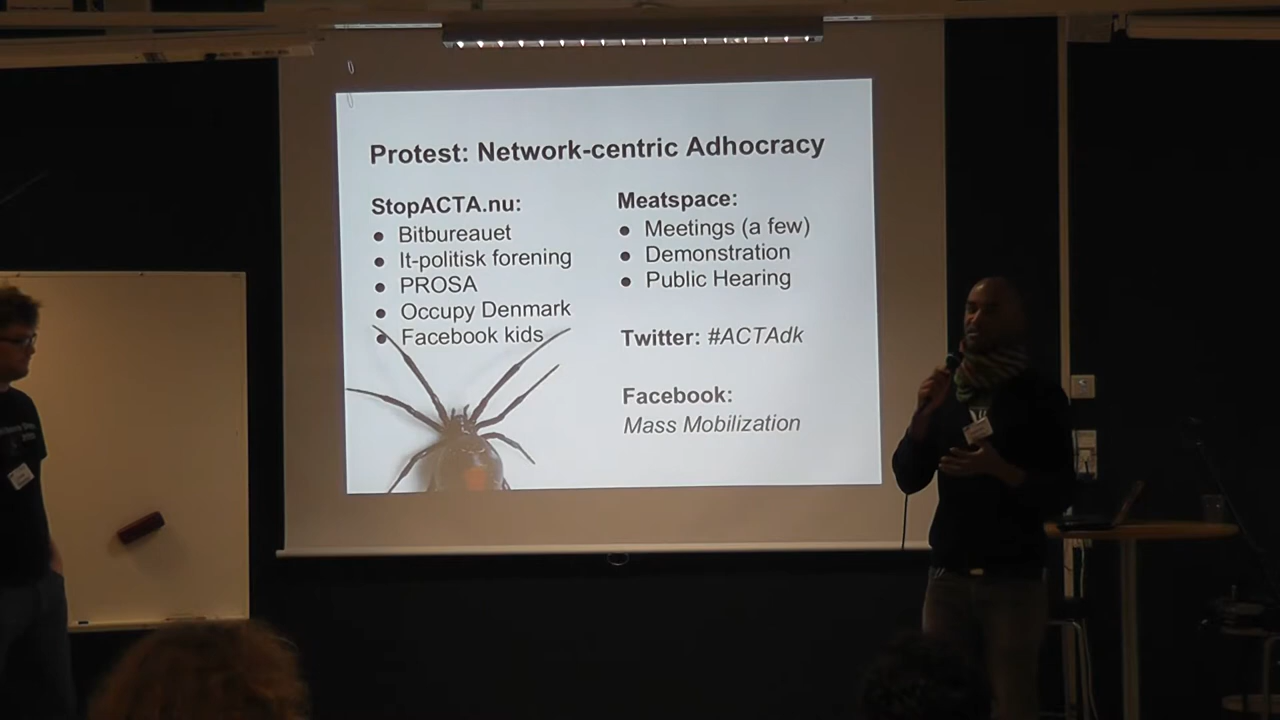 Protest: Network-centric Adhocracy
StopACTA.nu:
● Bitbureauet
● It-politisk forening
● PROSA
● Occupy Denmark
● Facebook kids
Meatspace:
● Meetings (a few)
● Demonstration
● Public Hearing
Twitter: #ACTAdk
Facebook:
Mass Mobilization